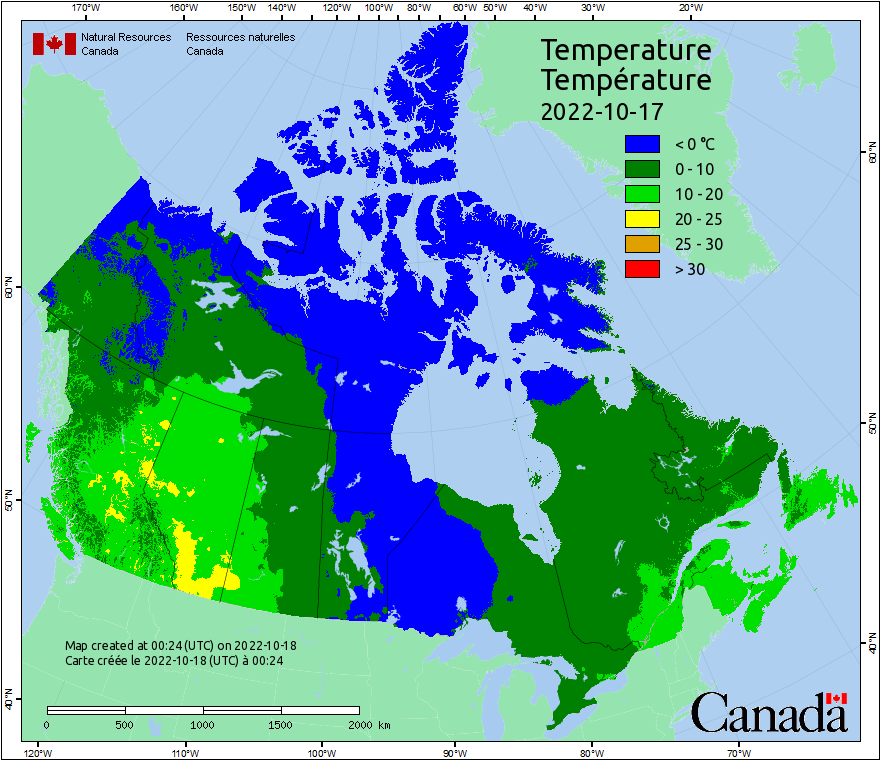 170°W 160°W 150°W 140°W 120°W 100°W 80°W 60°W 50°W 40°W 30°W 20°W
Natural Resources Ressources naturelles
Canada Canada
Temperature
Température
2022-10-17
< 0 °C
0 - 10
10 - 20
20 - 25
25 - 30
> 30
60°N
50°N
40°N
60°N
50°N
40°N
Map created at 00:24 (UTC) on 2022-10-18
Carte créée le 2022-10-18 (UTC) à 00:24
0 500 1000 1500 2000 km
Canada
120°W 110°W 100°W 90°W 80°W 70°W